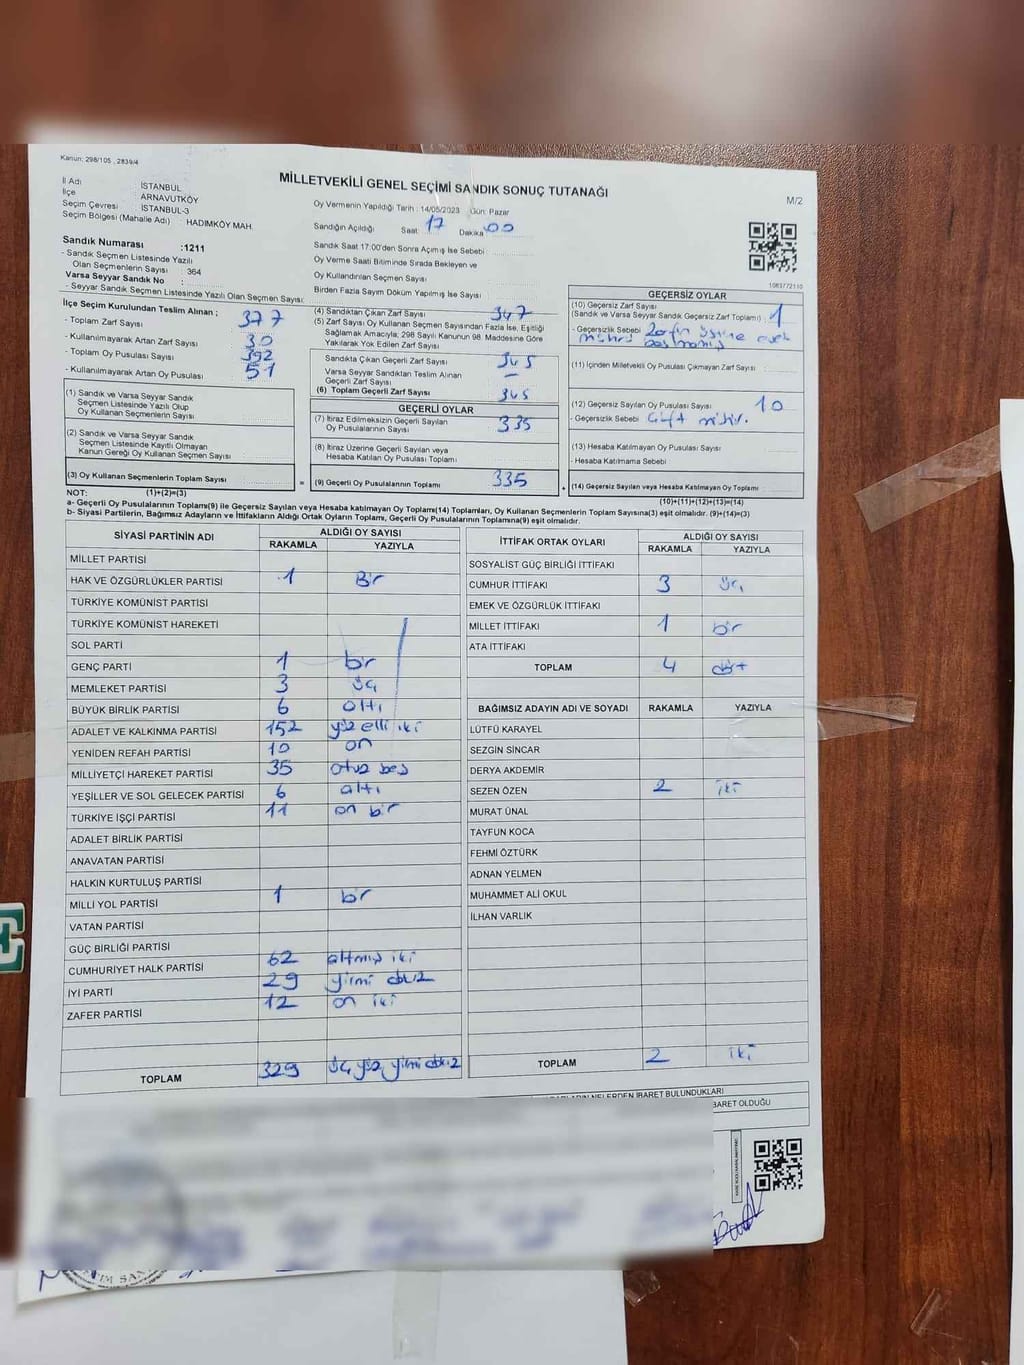 Kanun: 298/105 , 2839/4
MİLLETVEKİLİ GENEL SEÇİMİ SANDIK SONUÇ TUTANAĞI
M/2
İl Adı : İSTANBUL
İlçe : ARNAVUTKÖY
Seçim Çevresi : İSTANBUL-3
Seçim Bölgesi (Mahalle Adı) : HADIMKÖY MAH.
Oy Vermenin Yapıldığı Tarih : 14/05/2023 Gün: Pazar
Sandığın Açıldığı Saat: 17 Dakika: 00
Sandık Saat 17:00'den Sonra Açılmış İse Sebebi :
Oy Verme Saati Bitiminde Sırada Bekleyen ve
Oy Kullandırılan Seçmen Sayısı :
Birden Fazla Sayım Döküm Yapılmış İse Sayısı :
Sandık Numarası :1211
- Sandık Seçmen Listesinde Yazılı
Olan Seçmenlerin Sayısı : 364
Varsa Seyyar Sandık No :
- Seyyar Sandık Seçmen Listesinde Yazılı Olan Seçmen Sayısı:
1083772110
İlçe Seçim Kurulundan Teslim Alınan ;
- Toplam Zarf Sayısı : 377
- Kullanılmayarak Artan Zarf Sayısı : 30
- Toplam Oy Pusulası Sayısı : 392
- Kullanılmayarak Artan Oy Pusulası : 51
(1) Sandık ve Varsa Seyyar Sandık
Seçmen Listesinde Yazılı Olup
Oy Kullanan Seçmenlerin Sayısı :
(2) Sandık ve Varsa Seyyar Sandık
Seçmen Listesinde Kayıtlı Olmayan
Kanun Gereği Oy Kullanan Seçmen Sayısı :
(3) Oy Kullanan Seçmenlerin Toplam Sayısı :
(1)+(2)=(3)
(4) Sandıktan Çıkan Zarf Sayısı : 347
(5) Zarf Sayısı Oy Kullanan Seçmen Sayısından Fazla İse, Eşitliği
Sağlamak Amacıyla; 298 Sayılı Kanunun 98. Maddesine Göre
Yakılarak Yok Edilen Zarf Sayısı :
Sandıkta Çıkan Geçerli Zarf Sayısı : 345
Varsa Seyyar Sandıktan Teslim Alınan
Geçerli Zarf Sayısı : —
(6) Toplam Geçerli Zarf Sayısı : 345
GEÇERLİ OYLAR
(7) İtiraz Edilmeksizin Geçerli Sayılan
Oy Pusulalarının Sayısı : 335
(8) İtiraz Üzerine Geçerli Sayılan veya
Hesaba Katılan Oy Pusulası Toplamı :
= (9) Geçerli Oy Pusulalarının Toplamı : 335
GEÇERSİZ OYLAR
(10) Geçersiz Zarf Sayısı
(Sandık ve Varsa Seyyar Sandık Geçersiz Zarf Toplamı) : 1
- Geçersizlik Sebebi : Zarfın üstüne evet
mührü basılmamış
(11) İçinden Milletvekili Oy Pusulası Çıkmayan Zarf Sayısı :
(12) Geçersiz Sayılan Oy Pusulası Sayısı : 10
- Geçersizlik Sebebi : Çift mühür.
(13) Hesaba Katılmayan Oy Pusulası Sayısı :
- Hesaba Katılmama Sebebi :
+ (14) Geçersiz Sayılan veya Hesaba Katılmayan Oy Toplamı :
(10)+(11)+(12)+(13)=(14)
NOT:
a- Geçerli Oy Pusulalarının Toplamı(9) ile Geçersiz Sayılan veya Hesaba katılmayan Oy Toplam(14) Toplamları, Oy Kullanan Seçmenlerin Toplam Sayısına(3) eşit olmalıdır. (9)+(14)=(3)
b- Siyasi Partilerin, Bağımsız Adayların ve İttifakların Aldığı Ortak Oyların Toplamı, Geçerli Oy Pusulalarının Toplamına(9) eşit olmalıdır.
SİYASİ PARTİNİN ADI ALDIĞI OY SAYISI
RAKAMLA YAZIYLA
MİLLET PARTİSİ
HAK VE ÖZGÜRLÜKLER PARTİSİ 1 Bir
TÜRKİYE KOMÜNİST PARTİSİ
TÜRKİYE KOMÜNİST HAREKETİ
SOL PARTİ
GENÇ PARTİ 1 bir
MEMLEKET PARTİSİ 3 üç
BÜYÜK BİRLİK PARTİSİ 6 altı
ADALET VE KALKINMA PARTİSİ 152 yüz elli iki
YENİDEN REFAH PARTİSİ 10 on
MİLLİYETÇİ HAREKET PARTİSİ 35 otuz beş
YEŞİLLER VE SOL GELECEK PARTİSİ 6 altı
TÜRKİYE İŞÇİ PARTİSİ 11 on bir
ADALET BİRLİK PARTİSİ
ANAVATAN PARTİSİ
HALKIN KURTULUŞ PARTİSİ
MİLLİ YOL PARTİSİ 1 bir
VATAN PARTİSİ
GÜÇ BİRLİĞİ PARTİSİ
CUMHURİYET HALK PARTİSİ 62 altmış iki
İYİ PARTİ 29 yirmi dokuz
ZAFER PARTİSİ 12 on iki
TOPLAM 329 üç yüz yirmi dokuz
İTTİFAK ORTAK OYLARI ALDIĞI OY SAYISI
RAKAMLA YAZIYLA
SOSYALİST GÜÇ BİRLİĞİ İTTİFAKI
CUMHUR İTTİFAKI 3 üç
EMEK VE ÖZGÜRLÜK İTTİFAKI
MİLLET İTTİFAKI 1 bir
ATA İTTİFAKI
TOPLAM 4 dört
BAĞIMSIZ ADAYIN ADI VE SOYADI RAKAMLA YAZIYLA
LÜTFÜ KARAYEL
SEZGİN SİNCAR
DERYA AKDEMİR
SEZEN ÖZEN 2 iki
MURAT ÜNAL
TAYFUN KOCA
FEHMİ ÖZTÜRK
ADNAN YELMEN
MUHAMMET ALİ OKUL
İLHAN VARLIK
TOPLAM 2 iki
NELERDEN İBARET BULUNDUKLARI
BARET OLDUĞU